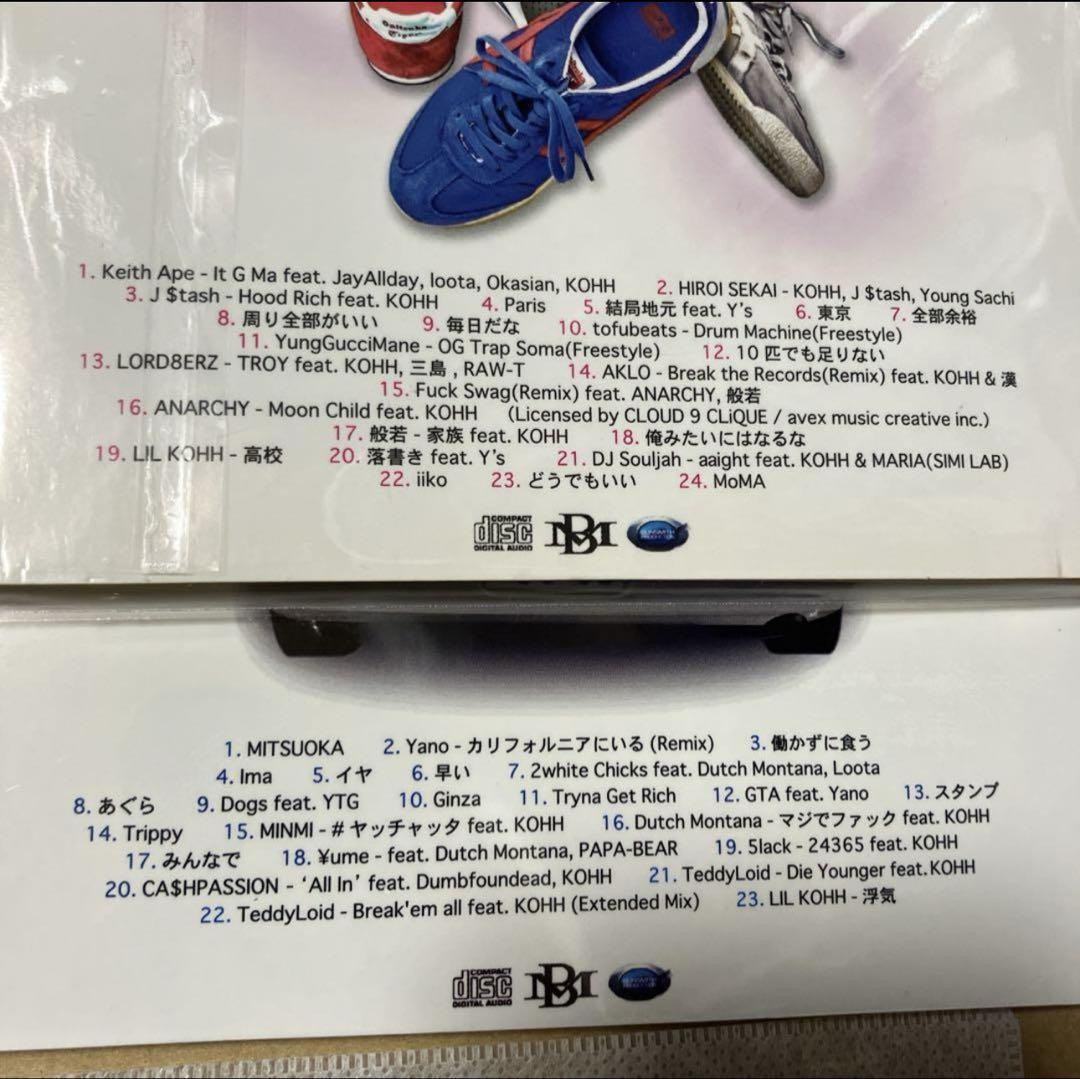 Onitsuka
Tiger
1. Keith Ape - It G Ma feat. JayAllday, loota, Okasian, KOHH 2. HIROI SEKAI - KOHH, J $tash, Young Sachi
3. J $tash - Hood Rich feat. KOHH 4. Paris 5. 結局地元 feat. Y's 6. 東京 7. 全部余裕
8. 周り全部がいい 9. 毎日だな 10. tofubeats - Drum Machine(Freestyle)
11. YungGucciMane - OG Trap Soma(Freestyle) 12. 10 匹でも足りない
13. LORD8ERZ - TROY feat. KOHH, 三島 , RAW-T 14. AKLO - Break the Records(Remix) feat. KOHH & 漢
15. Fuck Swag(Remix) feat. ANARCHY, 般若
16. ANARCHY - Moon Child feat. KOHH (Licensed by CLOUD 9 CLiQUE / avex music creative inc.)
17. 般若 - 家族 feat. KOHH 18. 俺みたいにはなるな
19. LIL KOHH - 高校 20. 落書き feat. Y's 21. DJ Souljah - aaight feat. KOHH & MARIA(SIMI LAB)
22. iiko 23. どうでもいい 24. MoMA
COMPACT
disc
DIGITAL AUDIO
1. MITSUOKA 2. Yano - カリフォルニアにいる (Remix) 3. 働かずに食う
4. Ima 5. イヤ 6. 早い 7. 2white Chicks feat. Dutch Montana, Loota
8. あぐら 9. Dogs feat. YTG 10. Ginza 11. Tryna Get Rich 12. GTA feat. Yano 13. スタンプ
14. Trippy 15. MINMI - # ヤッチャッタ feat. KOHH 16. Dutch Montana - マジでファック feat. KOHH
17. みんなで 18. ¥ume - feat. Dutch Montana, PAPA-BEAR 19. 5lack - 24365 feat. KOHH
20. CA$HPASSION - ‘All In’ feat. Dumbfoundead, KOHH 21. TeddyLoid - Die Younger feat. KOHH
22. TeddyLoid - Break'em all feat. KOHH (Extended Mix) 23. LIL KOHH - 浮気
COMPACT
disc
DIGITAL AUDIO